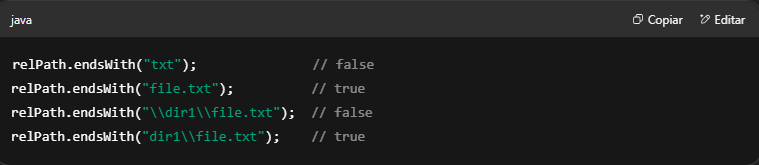 java
Copiar
Editar
relPath.endsWith("txt"); // false
relPath.endsWith("file.txt"); // true
relPath.endsWith("\\dir1\\file.txt"); // false
relPath.endsWith("dir1\\file.txt"); // true